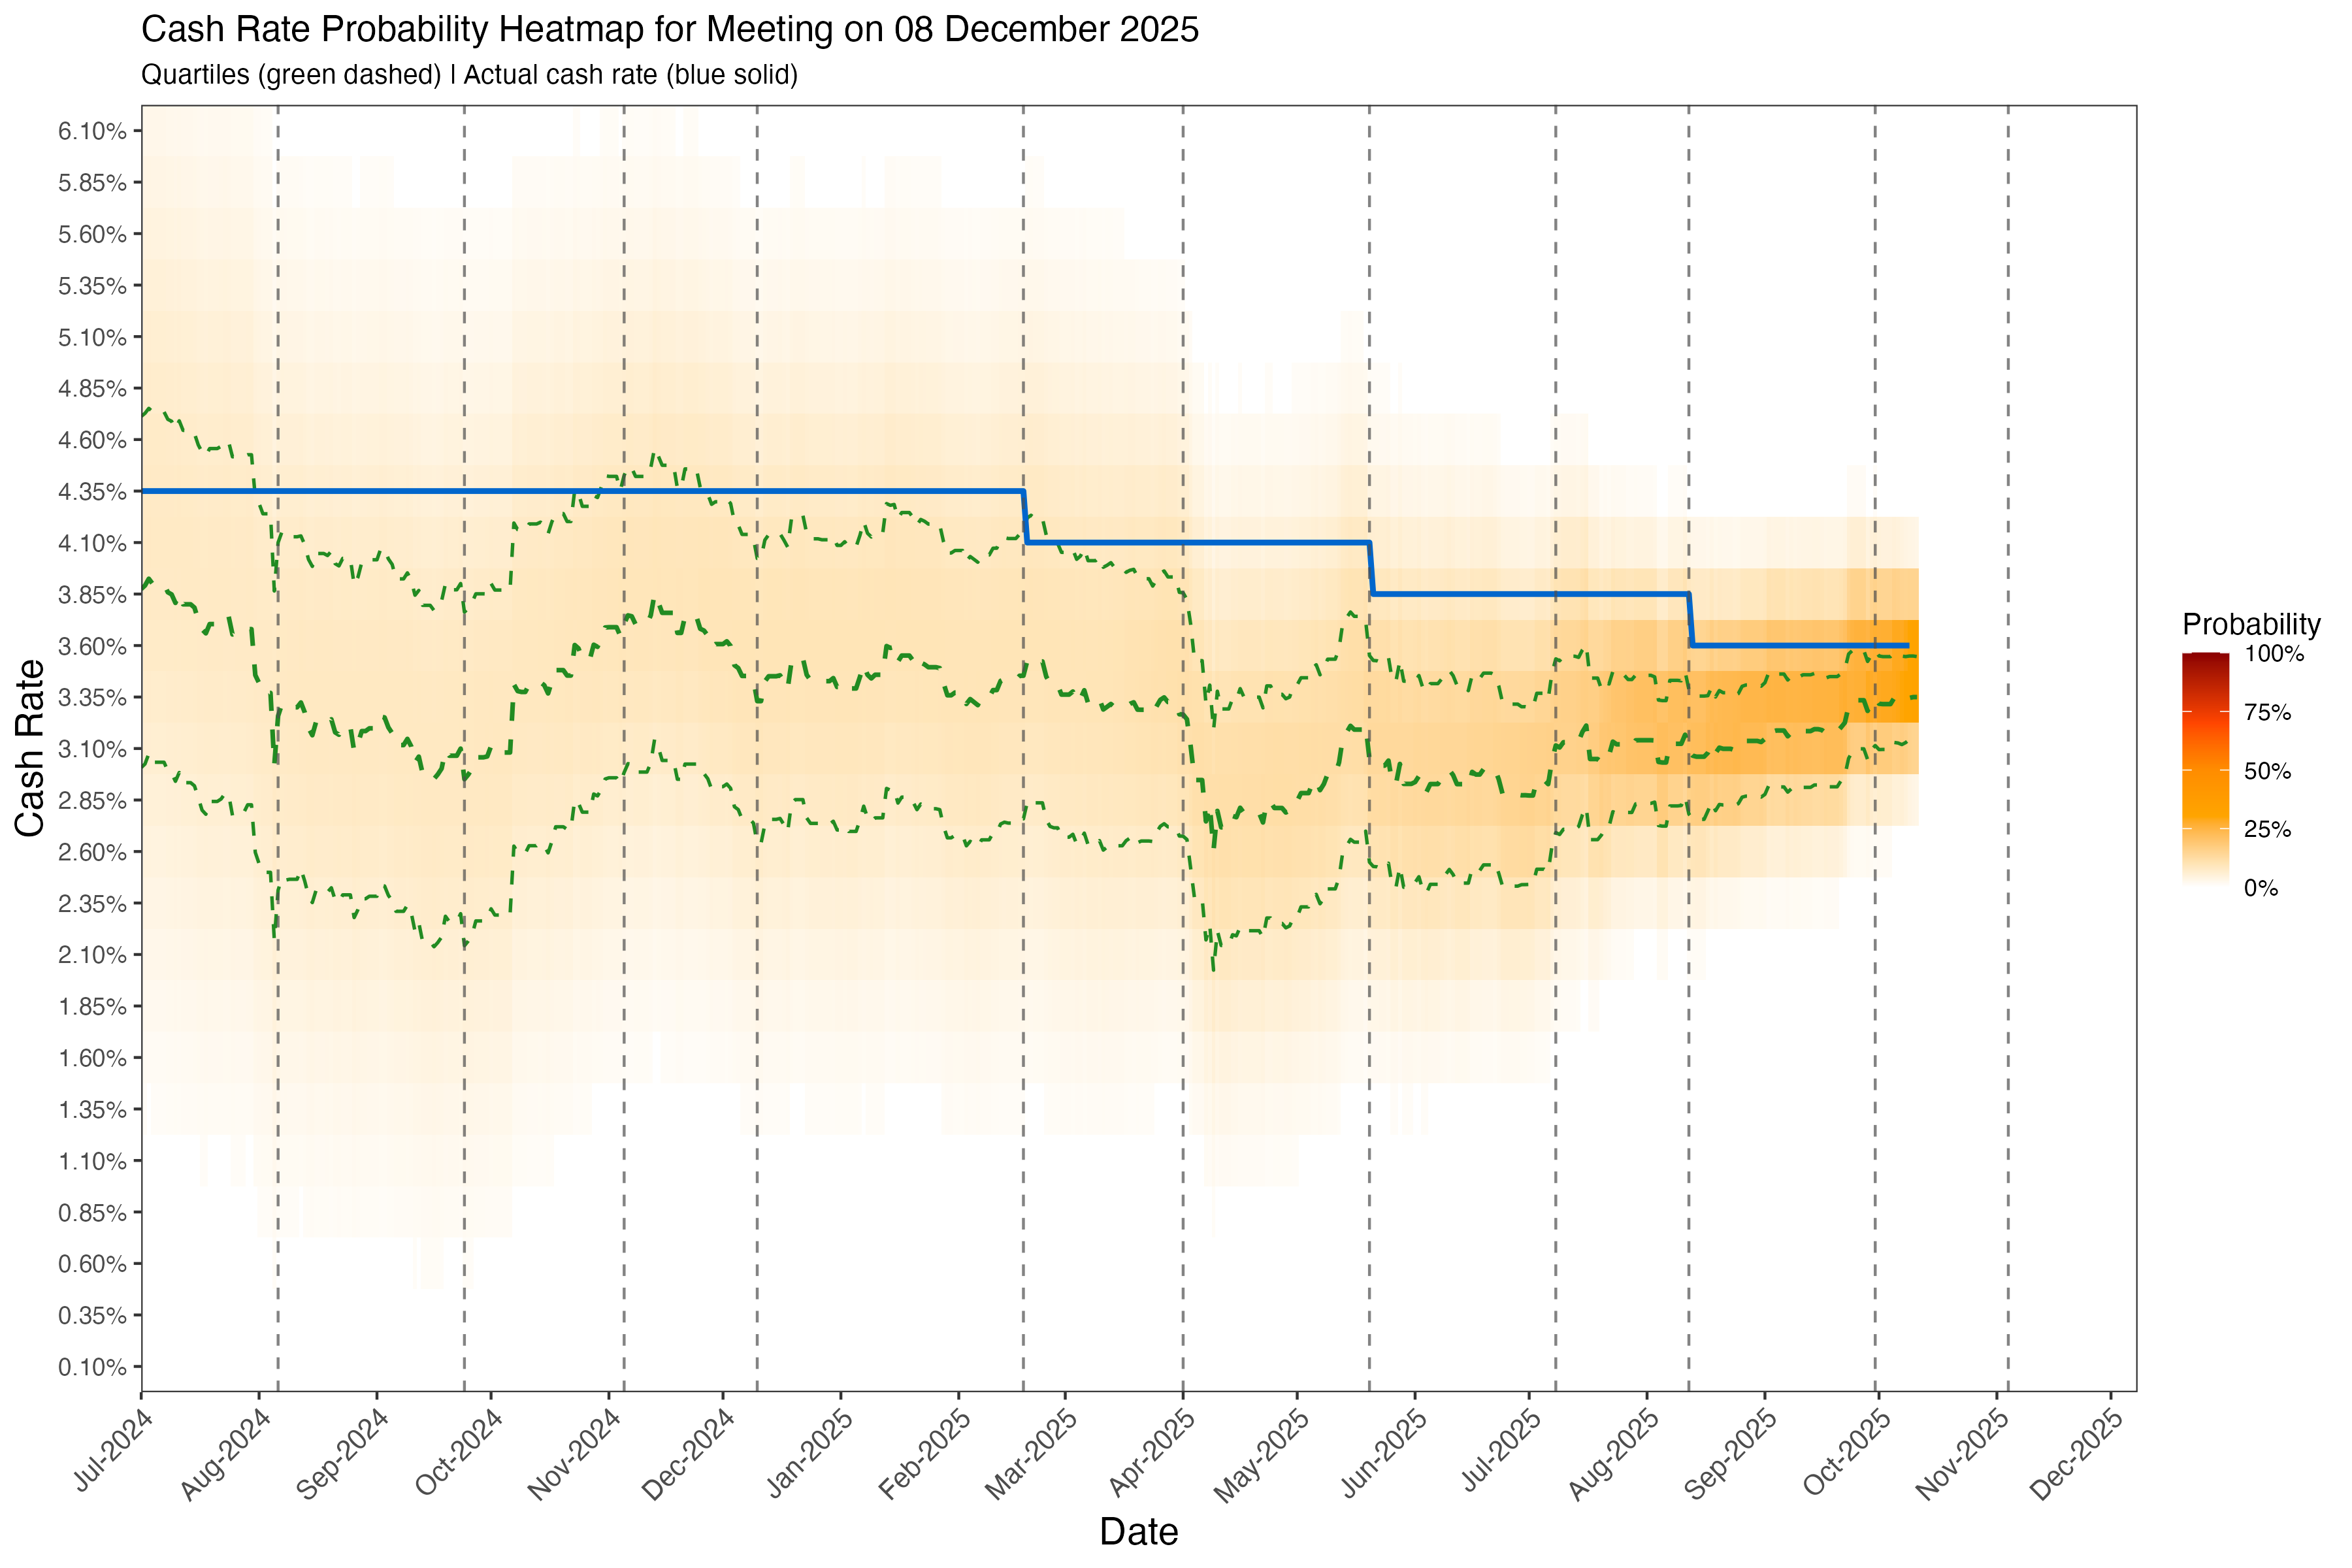 Cash Rate Probability Heatmap for Meeting on 08 December 2025
Quartiles (green dashed) | Actual cash rate (blue solid)
Cash Rate
6.10%
5.85%
5.60%
5.35%
5.10%
4.85%
4.60%
4.35%
4.10%
3.85%
3.60%
3.35%
3.10%
2.85%
2.60%
2.35%
2.10%
1.85%
1.60%
1.35%
1.10%
0.85%
0.60%
0.35%
0.10%
Jul-2024
Aug-2024
Sep-2024
Oct-2024
Nov-2024
Dec-2024
Jan-2025
Feb-2025
Mar-2025
Apr-2025
May-2025
Jun-2025
Jul-2025
Aug-2025
Sep-2025
Oct-2025
Nov-2025
Dec-2025
Date
Probability
100%
75%
50%
25%
0%